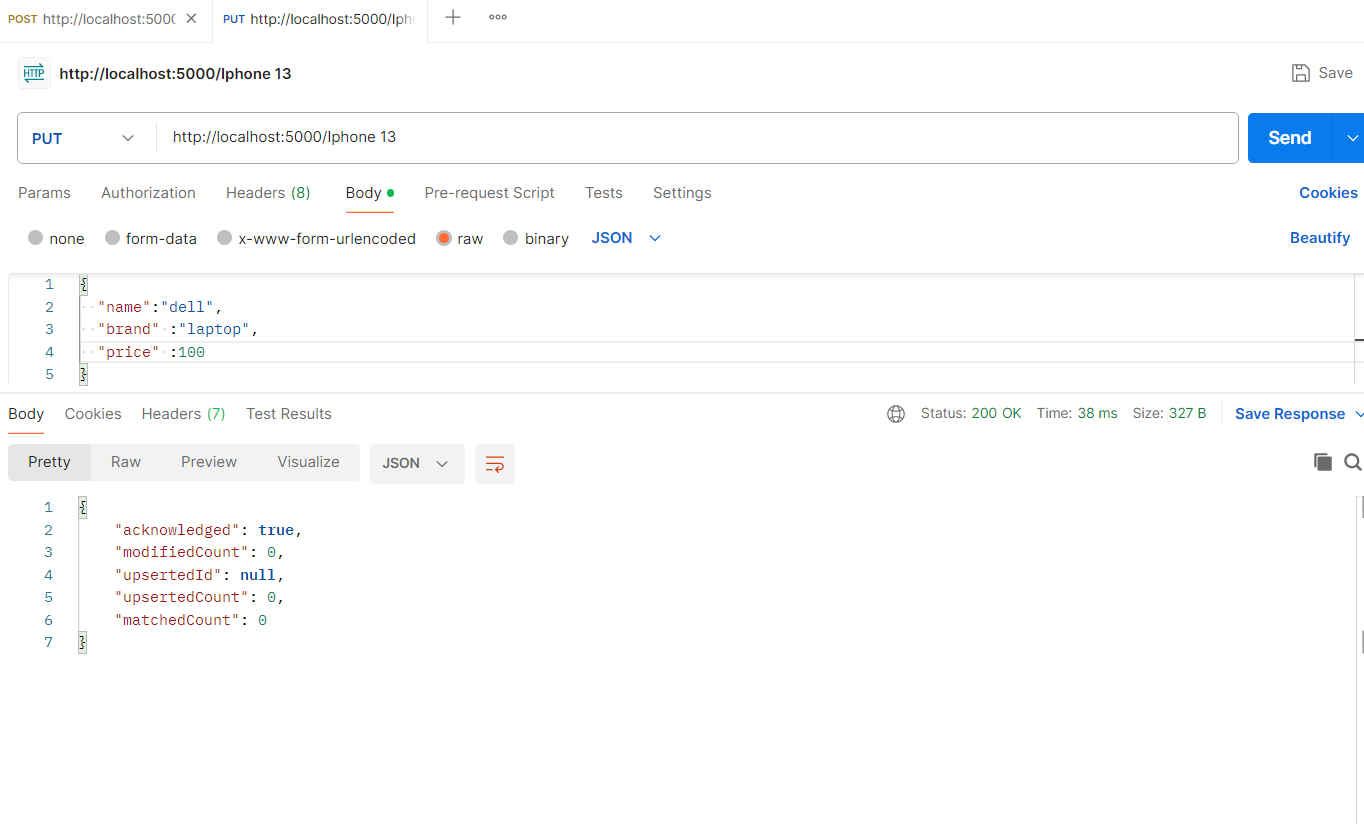 POST http://localhost:500 PUT http://localhost:5000/Iph
HTTP http://localhost:5000/Iphone 13 Save
PUT http://localhost:5000/Iphone 13 Send
Params Authorization Headers (8) Body Pre-request Script Tests Settings Cookies
none form-data x-www-form-urlencoded raw binary JSON Beautify
1 {
2 "name":"dell",
3 "brand" :"laptop",
4 "price" :100
5 }
Body Cookies Headers (7) Test Results Status: 200 OK Time: 38 ms Size: 327 B Save Response
Pretty Raw Preview Visualize JSON
1 {
2 "acknowledged": true,
3 "modifiedCount": 0,
4 "upsertedId": null,
5 "upsertedCount": 0,
6 "matchedCount": 0
7 }